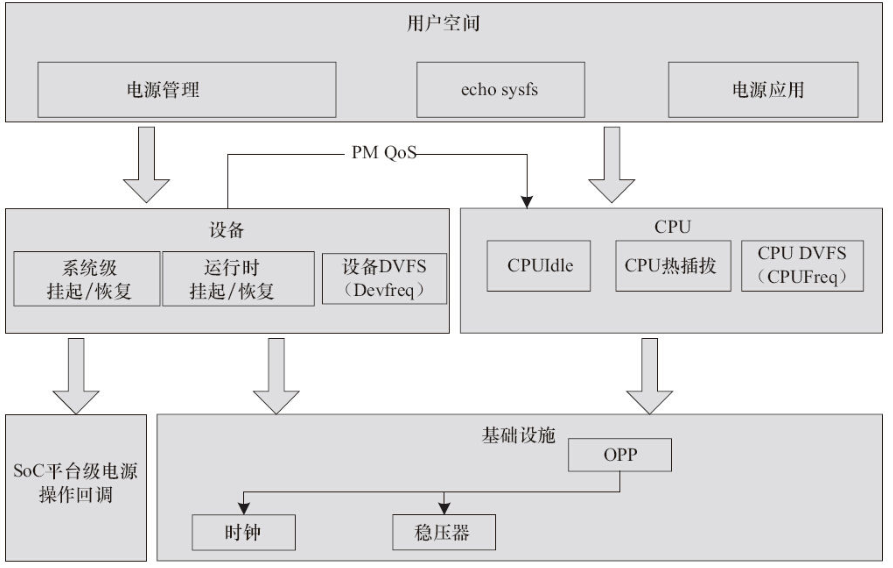 用户空间
电源管理
echo sysfs
电源应用
PM QoS
设备
系统级
挂起/恢复
运行时
挂起/恢复
设备DVFS
（Devfreq）
CPU
CPUIdle
CPU热插拔
CPU DVFS
（CPUFreq）
SoC平台级电源
操作回调
基础设施
OPP
时钟
稳压器